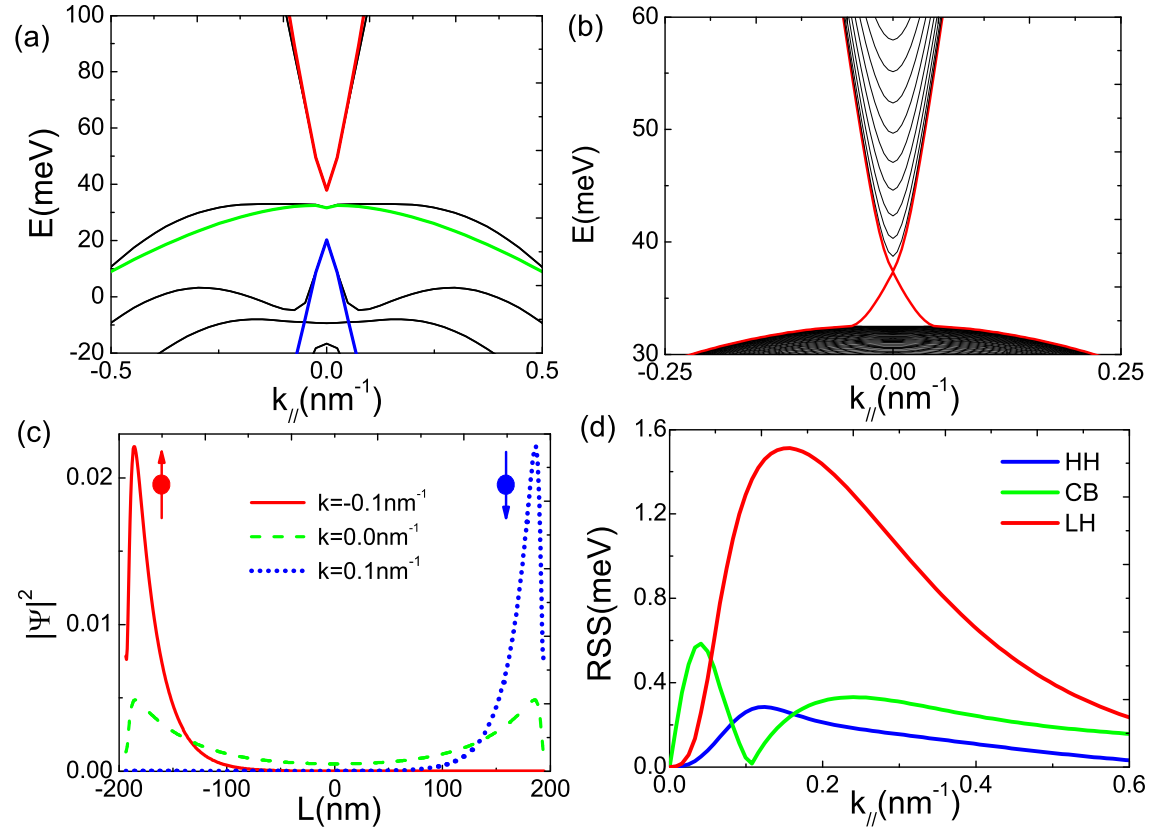 (a)
100
80
60
40
20
0
-20
E(meV)
-0.5
0.0
0.5
k//(nm-1)
(b)
60
50
40
30
E(meV)
-0.25
0.00
0.25
k//(nm-1)
(c)
0.02
0.01
0.00
|Ψ|2
k=-0.1nm-1
k=0.0nm-1
k=0.1nm-1
-200
-100
0
100
200
L(nm)
(d)
1.6
1.2
0.8
0.4
0.0
RSS(meV)
HH
CB
LH
0.0
0.2
0.4
0.6
k//(nm-1)